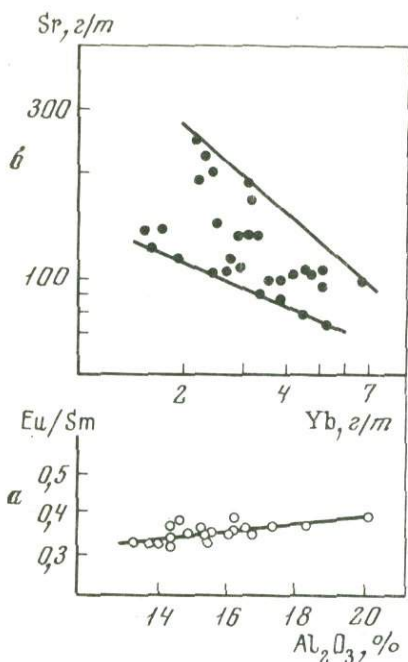 Sr, г/т
300
б
100
2 4 7
Eu/Sm Yb, г/т
0,5
а 0,4
0,3
14 16 18 20
Al₂O₃, %